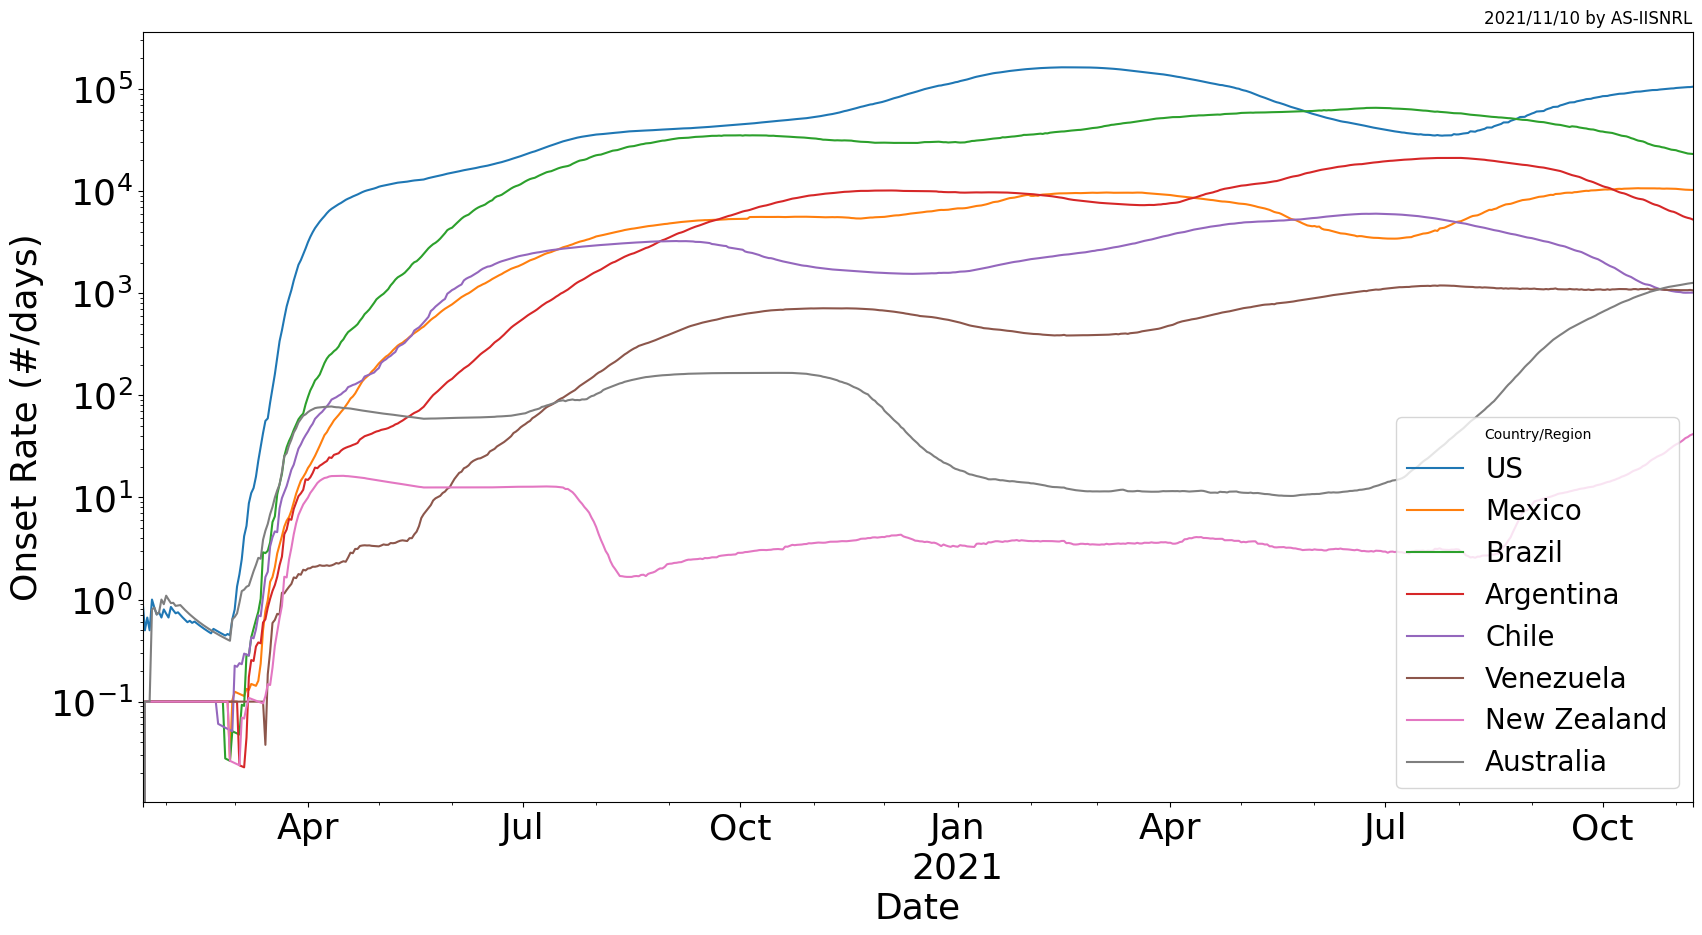 2021/11/10 by AS-IISNRL
Onset Rate (#/days)
10^5
10^4
10^3
10^2
10^1
10^0
10^−1
Country/Region
US
Mexico
Brazil
Argentina
Chile
Venezuela
New Zealand
Australia
Apr Jul Oct Jan Apr Jul Oct
2021
Date